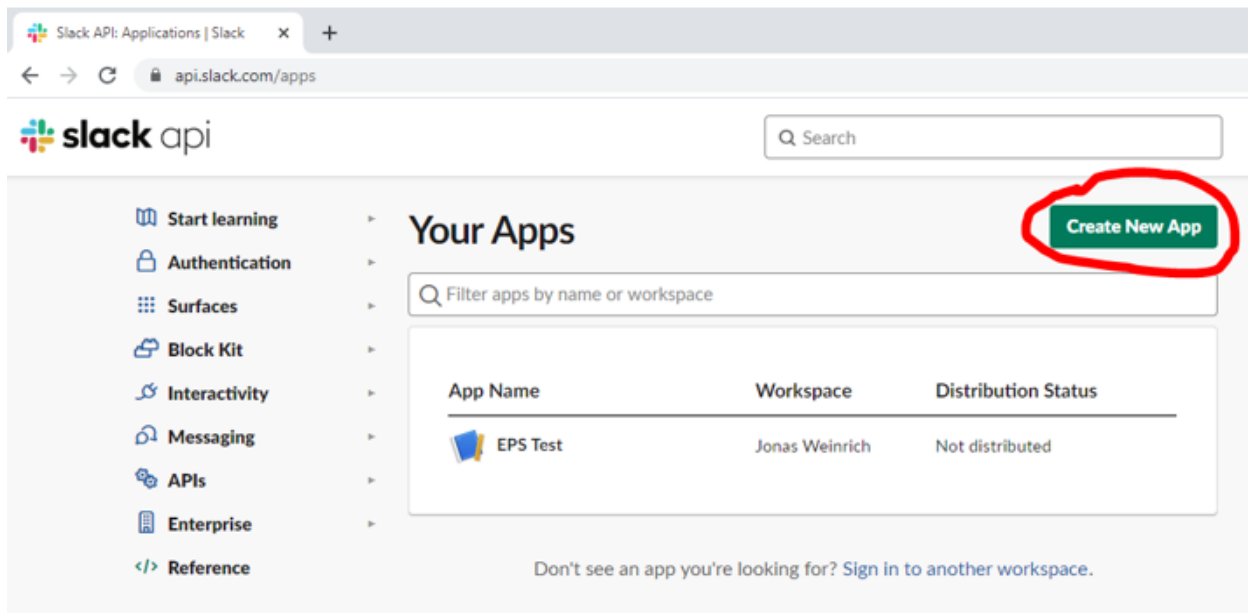 Slack API: Applications | Slack
api.slack.com/apps
slack api
Search
Start learning
Authentication
Surfaces
Block Kit
Interactivity
Messaging
APIs
Enterprise
</> Reference
Your Apps
Create New App
Filter apps by name or workspace
App Name Workspace Distribution Status
EPS Test Jonas Weinrich Not distributed
Don't see an app you're looking for? Sign in to another workspace.